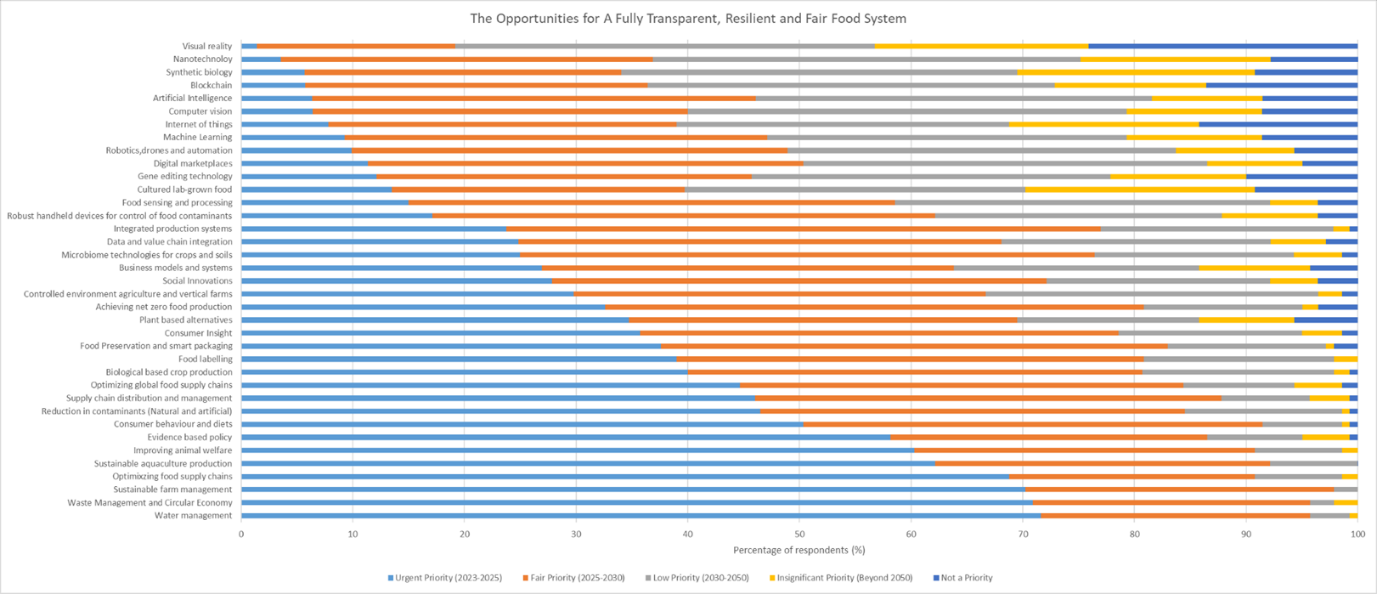 The Opportunities for A Fully Transparent, Resilient and Fair Food System
Visual reality
Nanotechnoloy
Synthetic biology
Blockchain
Artificial Intelligence
Computer vision
Internet of things
Machine Learning
Robotics,drones and automation
Digital marketplaces
Gene editing technology
Cultured lab-grown food
Food sensing and processing
Robust handheld devices for control of food contaminants
Integrated production systems
Data and value chain integration
Microbiome technologies for crops and soils
Business models and systems
Social Innovations
Controlled environment agriculture and vertical farms
Achieving net zero food production
Plant based alternatives
Consumer Insight
Food Preservation and smart packaging
Food labelling
Biological based crop production
Optimizing global food supply chains
Supply chain distribution and management
Reduction in contaminants (Natural and artificial)
Consumer behaviour and diets
Evidence based policy
Improving animal welfare
Sustainable aquaculture production
Optimixzing food supply chains
Sustainable farm management
Waste Management and Circular Economy
Water management
0 10 20 30 40 50 60 70 80 90 100
Percentage of respondents (%)
Urgent Priority (2023-2025) Fair Priority (2025-2030) Low Priority (2030-2050) Insignificant Priority (Beyond 2050) Not a Priority